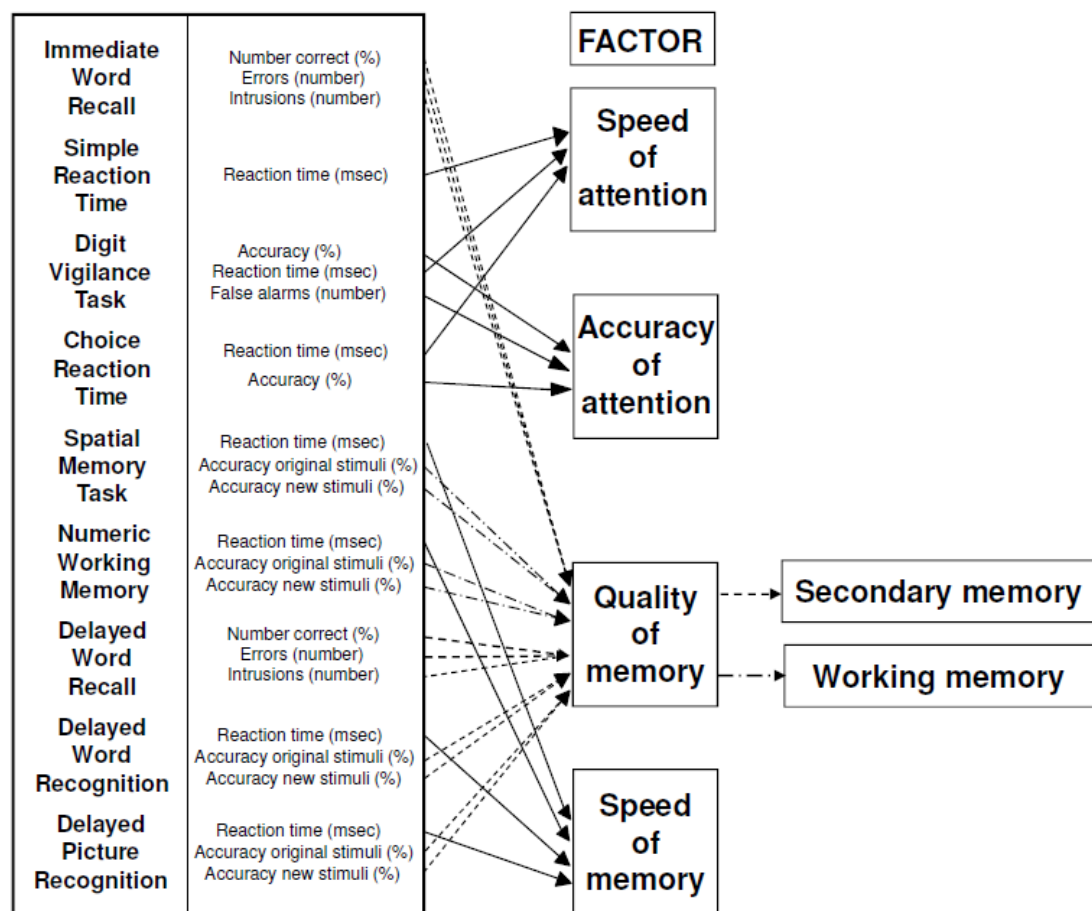 Immediate
Word
Recall
Number correct (%)
Errors (number)
Intrusions (number)
Simple
Reaction
Time
Reaction time (msec)
Digit
Vigilance
Task
Accuracy (%)
Reaction time (msec)
False alarms (number)
Choice
Reaction
Time
Reaction time (msec)
Accuracy (%)
Spatial
Memory
Task
Reaction time (msec)
Accuracy original stimuli (%)
Accuracy new stimuli (%)
Numeric
Working
Memory
Reaction time (msec)
Accuracy original stimuli (%)
Accuracy new stimuli (%)
Delayed
Word
Recall
Number correct (%)
Errors (number)
Intrusions (number)
Delayed
Word
Recognition
Reaction time (msec)
Accuracy original stimuli (%)
Accuracy new stimuli (%)
Delayed
Picture
Recognition
Reaction time (msec)
Accuracy original stimuli (%)
Accuracy new stimuli (%)
FACTOR
Speed
of
attention
Accuracy
of
attention
Quality
of
memory
Speed
of
memory
Secondary memory
Working memory